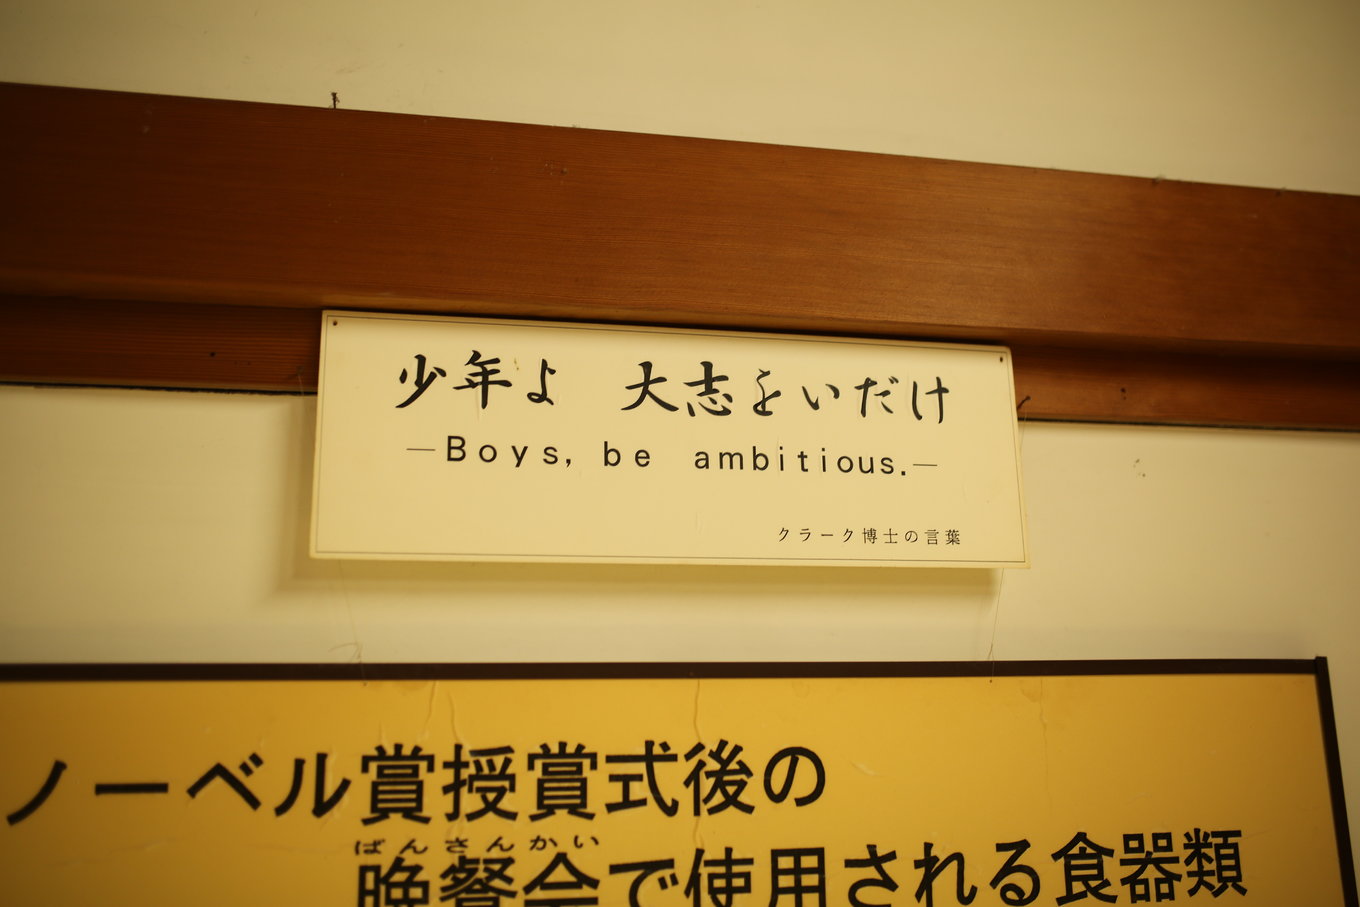 少年よ　大志をいだけ
―Boys, be ambitious.―
クラーク博士の言葉
ノーベル賞授賞式後の
ばんさんかい
晩餐会で使用される食器類